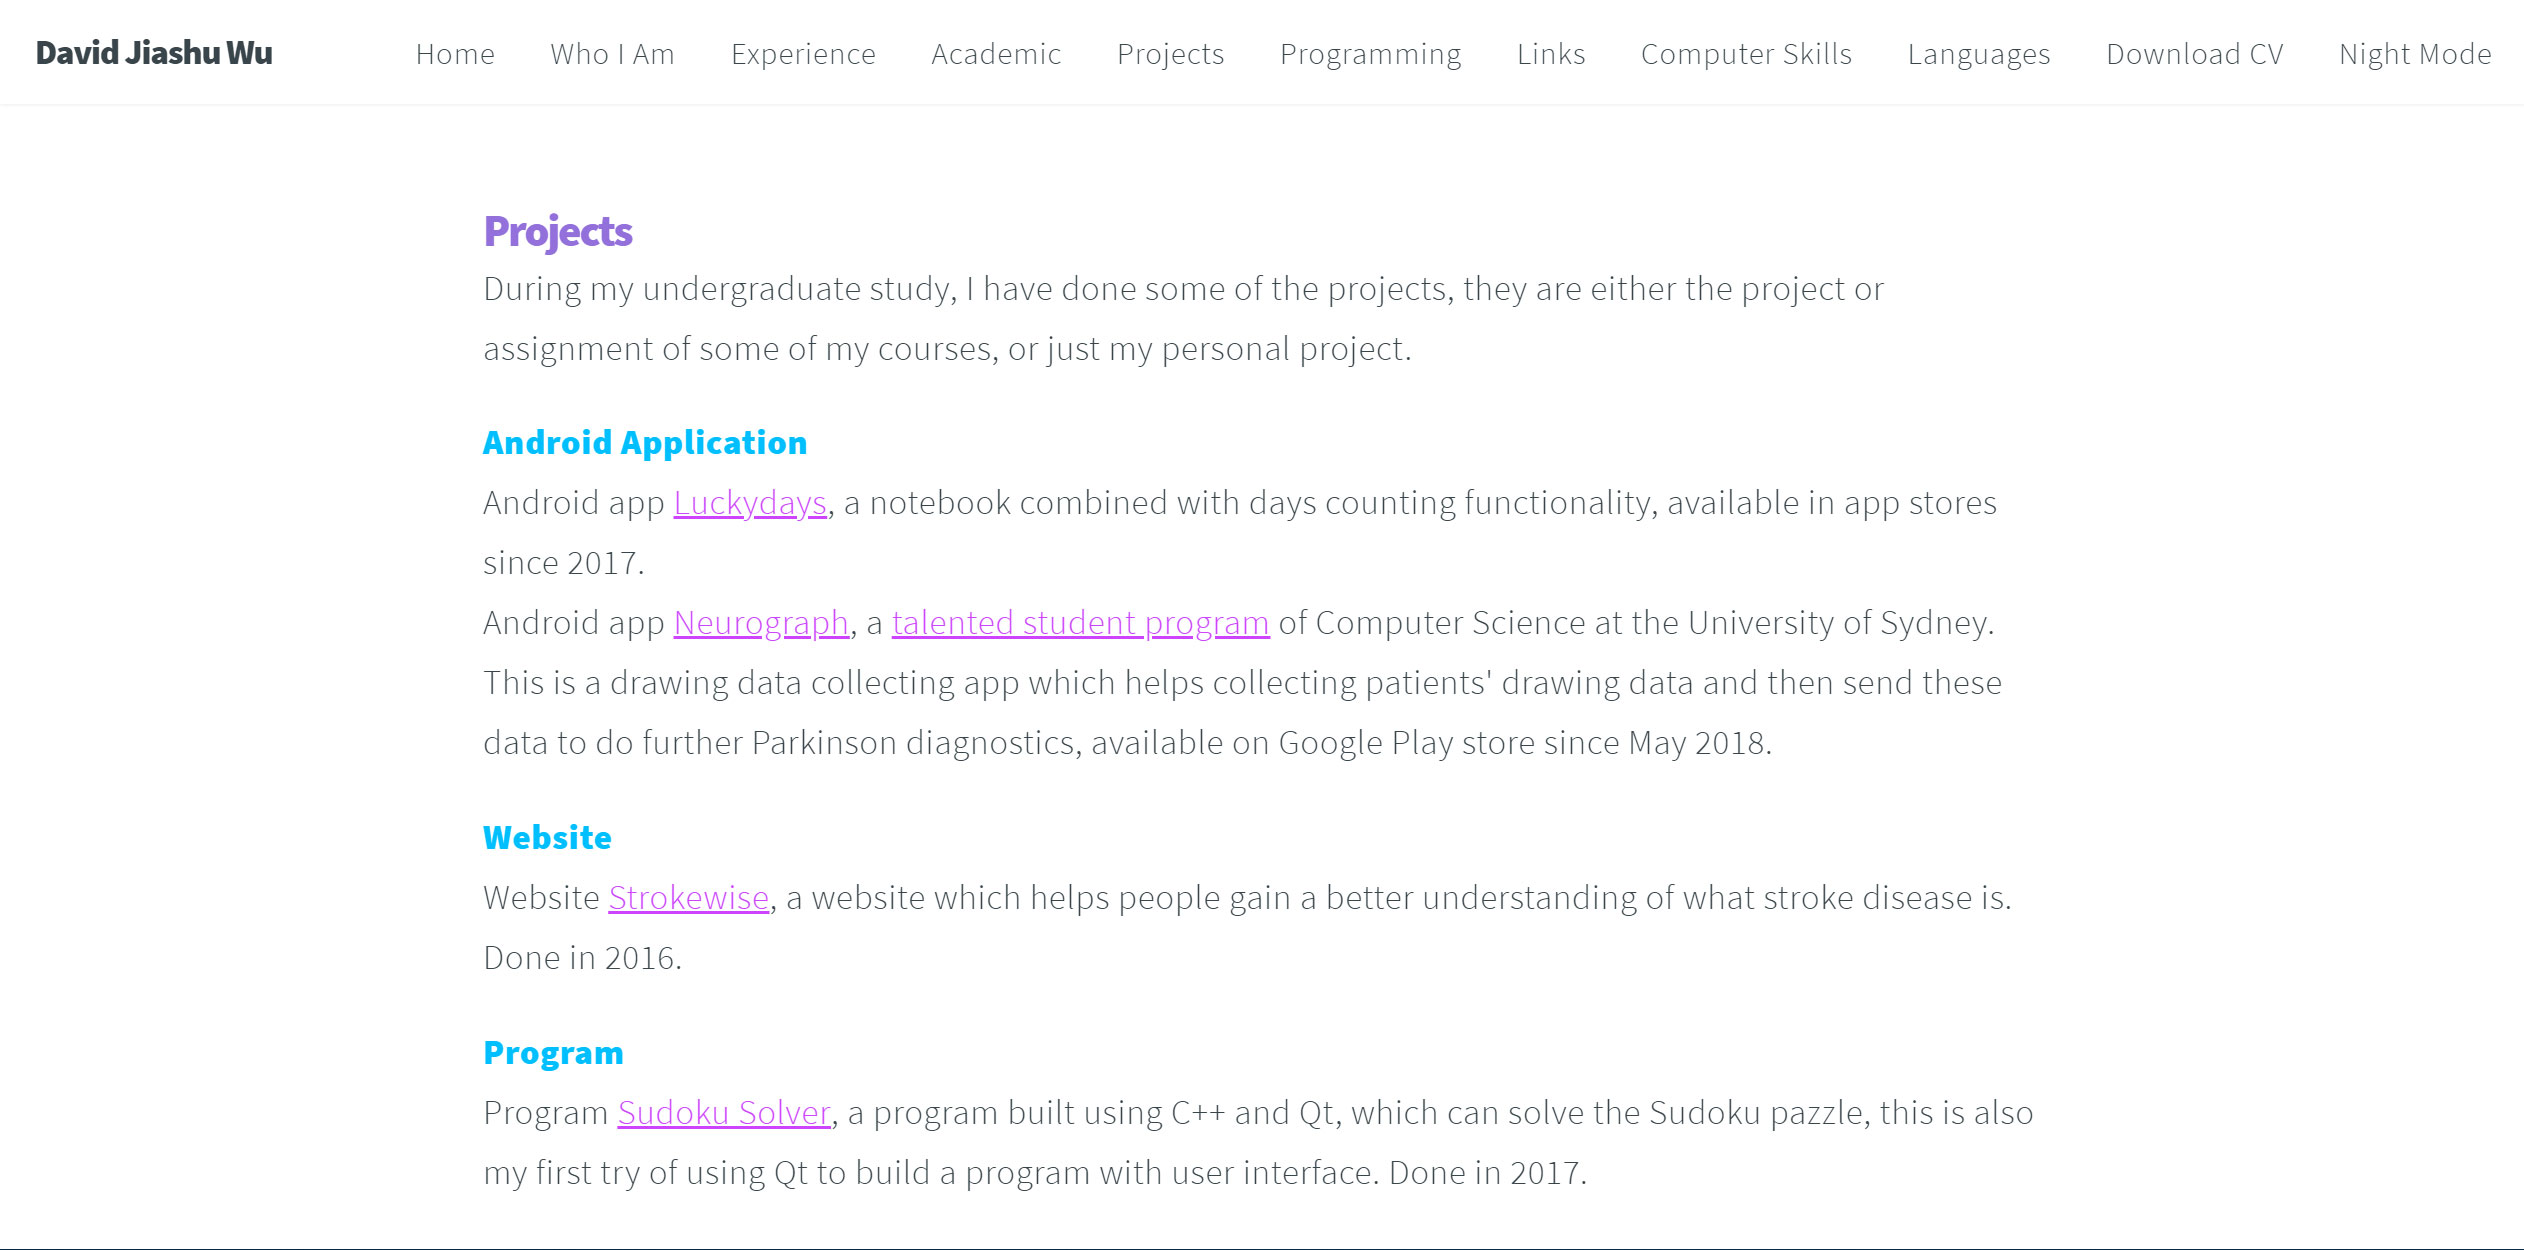 David Jiashu Wu Home Who I Am Experience Academic Projects Programming Links Computer Skills Languages Download CV Night Mode
Projects
During my undergraduate study, I have done some of the projects, they are either the project or
assignment of some of my courses, or just my personal project.
Android Application
Android app Luckydays, a notebook combined with days counting functionality, available in app stores
since 2017.
Android app Neurograph, a talented student program of Computer Science at the University of Sydney.
This is a drawing data collecting app which helps collecting patients' drawing data and then send these
data to do further Parkinson diagnostics, available on Google Play store since May 2018.
Website
Website Strokewise, a website which helps people gain a better understanding of what stroke disease is.
Done in 2016.
Program
Program Sudoku Solver, a program built using C++ and Qt, which can solve the Sudoku pazzle, this is also
my first try of using Qt to build a program with user interface. Done in 2017.